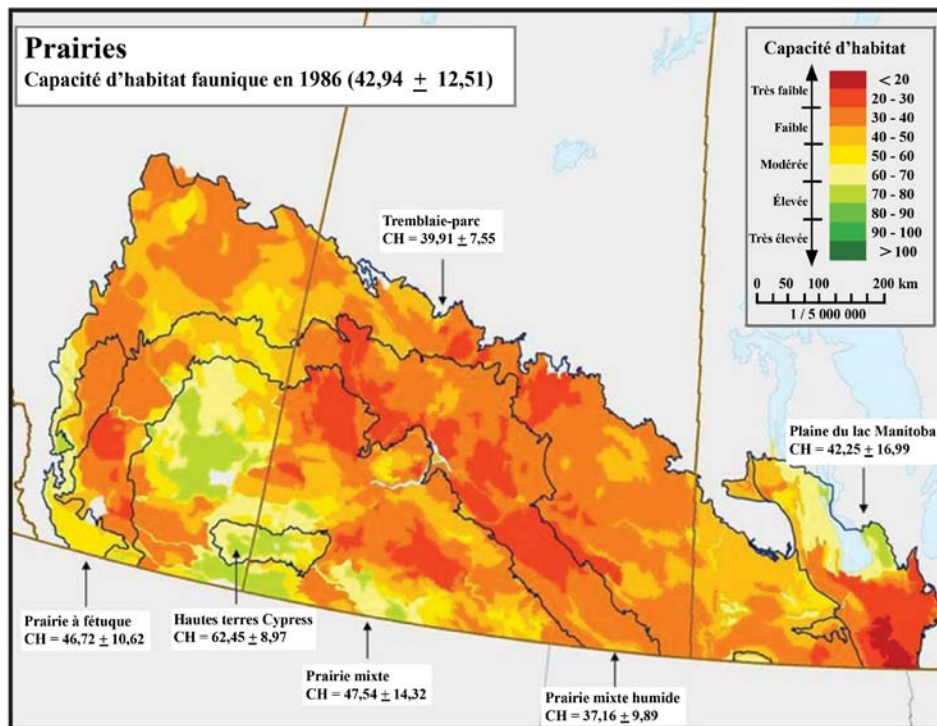 Prairies
Capacité d'habitat faunique en 1986 (42,94 ± 12,51)
Capacité d'habitat
Très faible
Faible
Modérée
Élevée
Très élevée
< 20
20 - 30
30 - 40
40 - 50
50 - 60
60 - 70
70 - 80
80 - 90
90 - 100
> 100
0 50 100 200 km
1 / 5 000 000
Tremblaie-parc
CH = 39,91 ± 7,55
Plaine du lac Manitoba
CH = 42,25 ± 16,99
Prairie à fétuque
CH = 46,72 ± 10,62
Hautes terres Cypress
CH = 62,45 ± 8,97
Prairie mixte
CH = 47,54 ± 14,32
Prairie mixte humide
CH = 37,16 ± 9,89